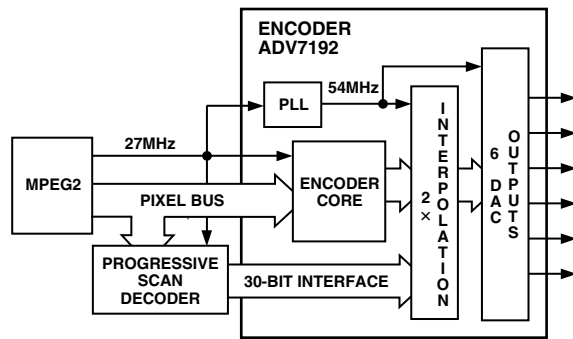 ENCODER
ADV7192
54MHz
PLL
27MHz
MPEG2
ENCODER
CORE
PIXEL BUS
2
×
INTERPOLATION
6
DAC
OUTPUTS
PROGRESSIVE
SCAN
DECODER
30-BIT INTERFACE